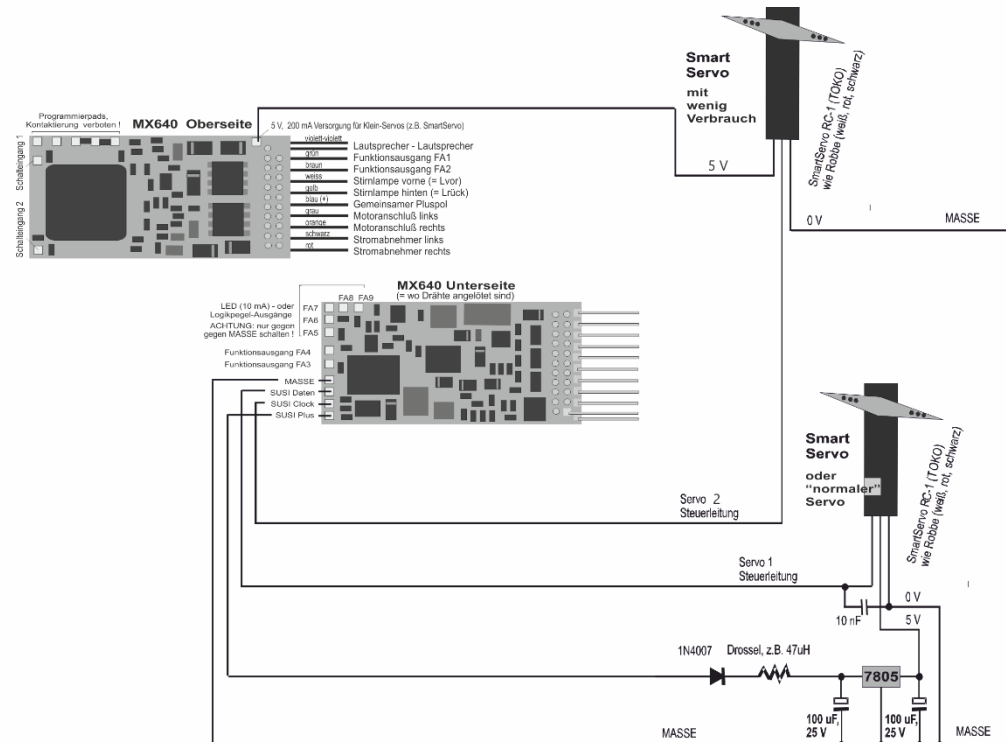 Programmierpads,
Kontaktierung verboten !
MX640 Oberseite
Schalteingang 1
Schalteingang 2
5 V, 200 mA Versorgung für Klein-Servos (z.B. SmartServo)
violett-violett
Lautsprecher - Lautsprecher
grün
Funktionsausgang FA1
braun
Funktionsausgang FA2
weiss
Stirnlampe vorne (= Lvor)
gelb
Stirnlampe hinten (= Lrück)
blau (+)
Gemeinsamer Pluspol
grau
Motoranschluß links
orange
Motoranschluß rechts
schwarz
Stromabnehmer links
rot
Stromabnehmer rechts
Smart
Servo
mit
wenig
Verbrauch
SmartServo RC-1 (TOKO)
wie Robbe (weiß, rot, schwarz)
5 V
0 V
MASSE
MX640 Unterseite
(= wo Drähte angelötet sind)
LED (10 mA) - oder
Logikpegel-Ausgänge
ACHTUNG: nur gegen
gegen MASSE schalten !
FA8 FA9
FA7
FA6
FA5
Funktionsausgang FA4
Funktionsausgang FA3
MASSE
SUSI Daten
SUSI Clock
SUSI Plus
Smart
Servo
oder
"normaler"
Servo
SmartServo RC-1 (TOKO)
wie Robbe (weiß, rot, schwarz)
Servo 2
Steuerleitung
Servo 1
Steuerleitung
10 nF
0 V
5 V
1N4007
Drossel, z.B. 47uH
7805
100 uF,
25 V
100 uF,
25 V
MASSE
MASSE